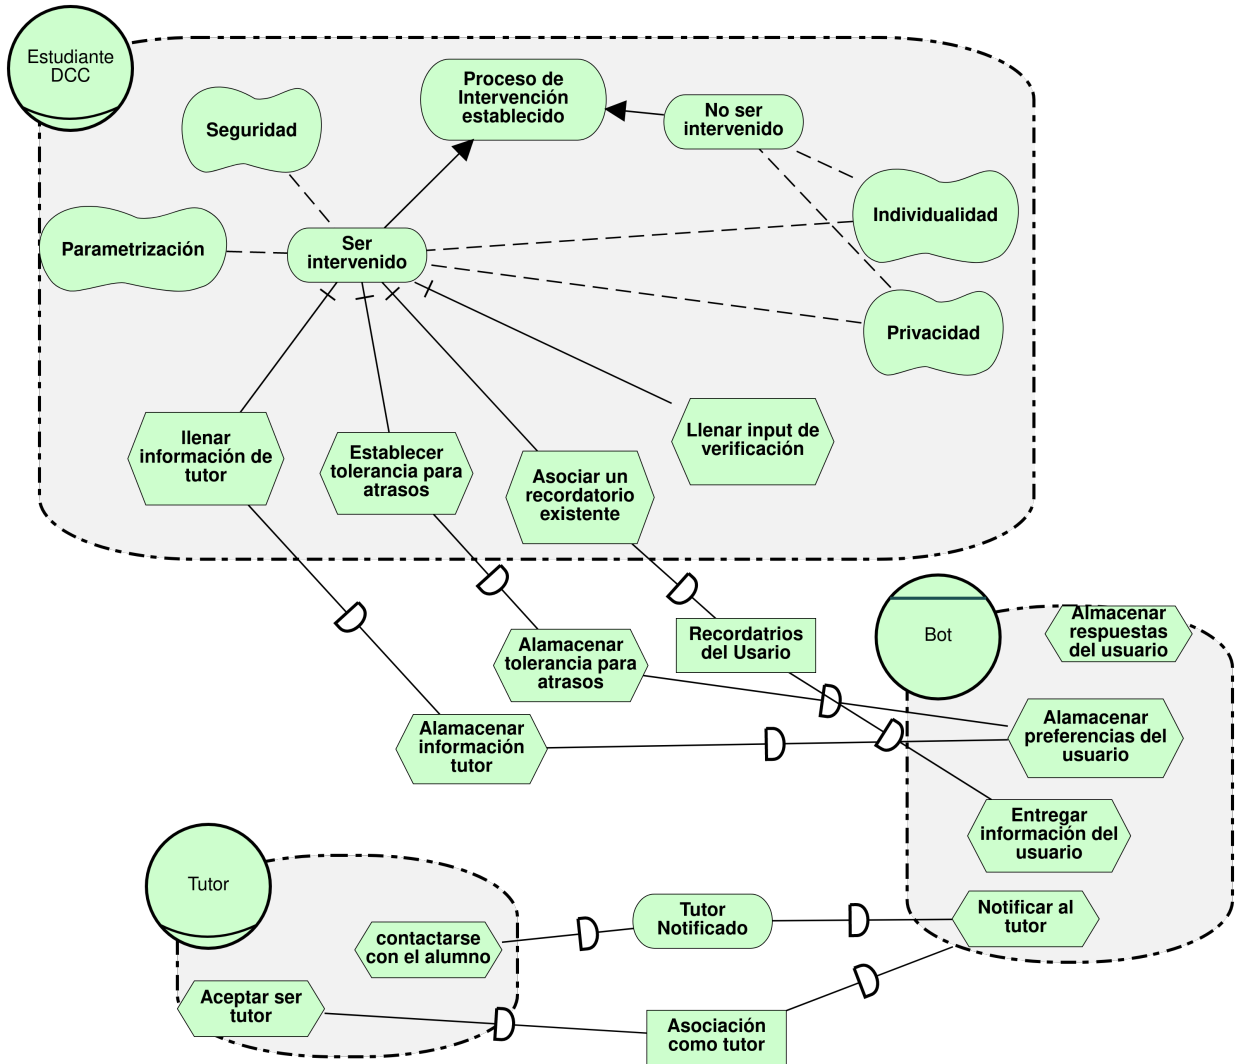 Estudiante
DCC
Proceso de
Intervención
establecido
No ser
intervenido
Seguridad
Individualidad
Parametrización
Ser
intervenido
Privacidad
llenar
información de
tutor
Establecer
tolerancia para
atrasos
Asociar un
recordatorio
existente
Llenar input de
verificación
Bot
Almacenar
respuestas
del usuario
Recordatrios
del Usario
Alamacenar
tolerancia para
atrasos
Alamacenar
información
tutor
Alamacenar
preferencias del
usuario
Entregar
información del
usuario
Tutor
contactarse
con el alumno
Tutor
Notificado
Notificar al
tutor
Aceptar ser
tutor
Asociación
como tutor